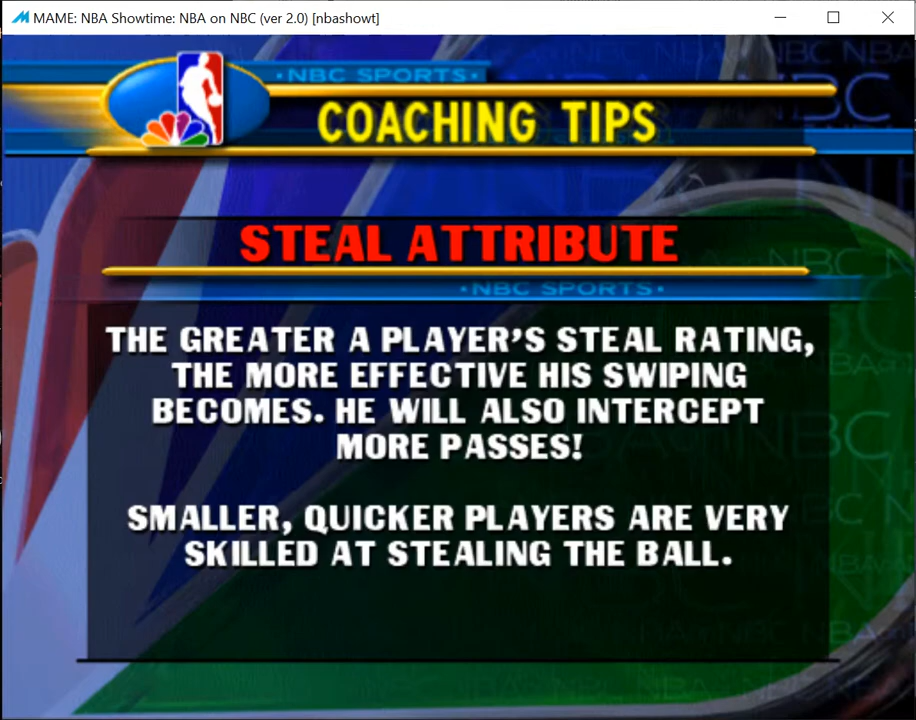 MAME: NBA Showtime: NBA on NBC (ver 2.0) [nbashowt]
•NBC SPORTS•
COACHING TIPS
STEAL ATTRIBUTE
•NBC SPORTS•
THE GREATER A PLAYER'S STEAL RATING,
THE MORE EFFECTIVE HIS SWIPING
BECOMES. HE WILL ALSO INTERCEPT
MORE PASSES!
SMALLER, QUICKER PLAYERS ARE VERY
SKILLED AT STEALING THE BALL.